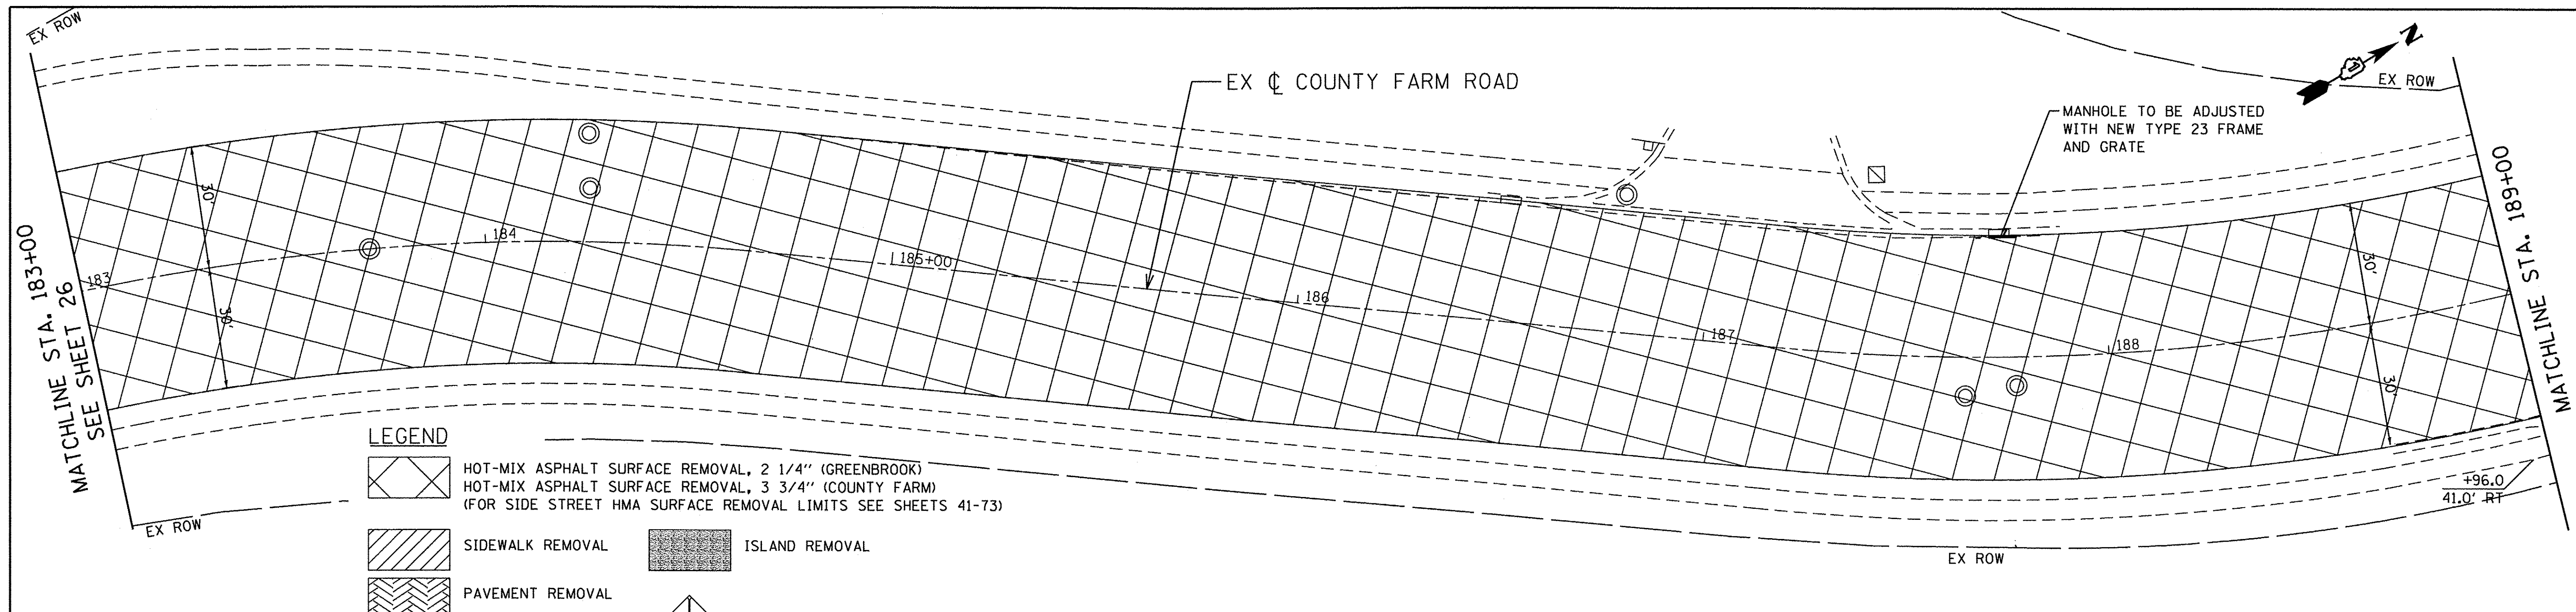 EX ROW
EX ℄ COUNTY FARM ROAD
N
EX ROW
MANHOLE TO BE ADJUSTED
WITH NEW TYPE 23 FRAME
AND GRATE
MATCHLINE STA. 183+00
SEE SHEET 26
183
30'
30'
184
185+00
186
187
188
30'
30'
MATCHLINE STA. 189+00
+96.0
41.0' RT
EX ROW
EX ROW
LEGEND
HOT-MIX ASPHALT SURFACE REMOVAL, 2 1/4" (GREENBROOK)
HOT-MIX ASPHALT SURFACE REMOVAL, 3 3/4" (COUNTY FARM)
(FOR SIDE STREET HMA SURFACE REMOVAL LIMITS SEE SHEETS 41-73)
SIDEWALK REMOVAL
ISLAND REMOVAL
PAVEMENT REMOVAL